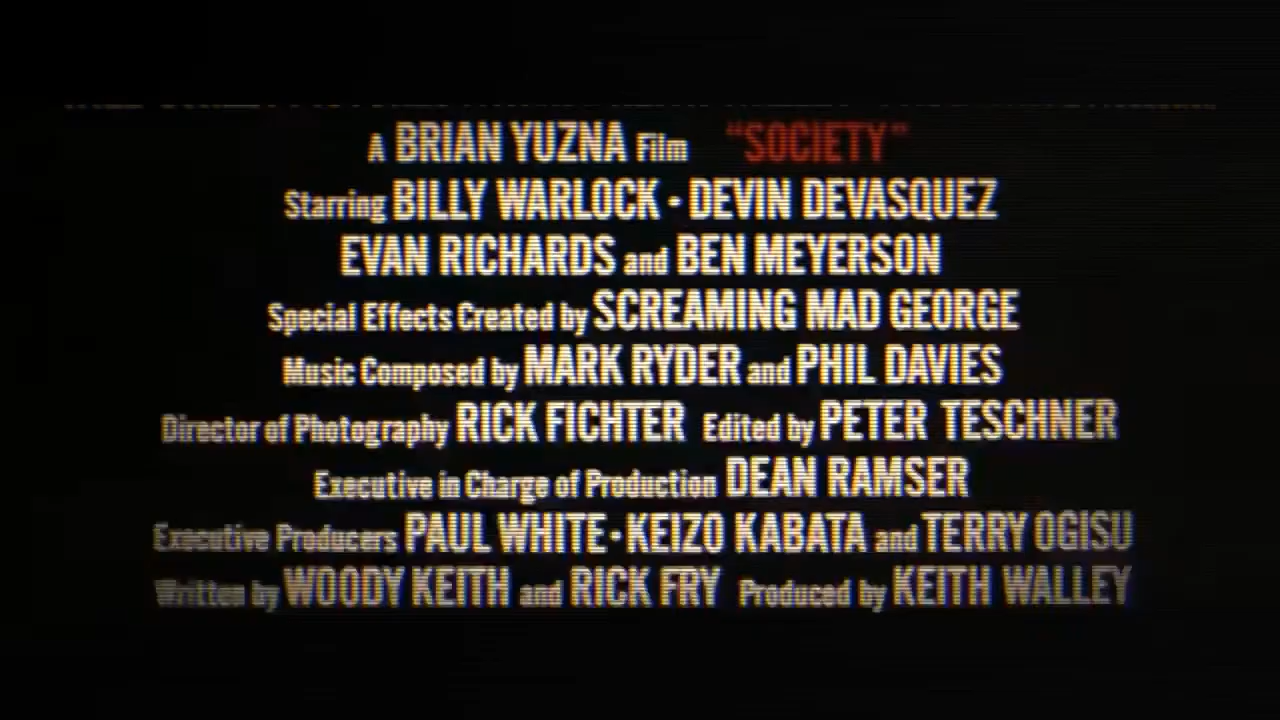 A BRIAN YUZNA Film "SOCIETY"
Starring BILLY WARLOCK · DEVIN DEVASQUEZ
EVAN RICHARDS and BEN MEYERSON
Special Effects Created by SCREAMING MAD GEORGE
Music Composed by MARK RYDER and PHIL DAVIES
Director of Photography RICK FICHTER Edited by PETER TESCHNER
Executive in Charge of Production DEAN RAMSER
Executive Producers PAUL WHITE · KEIZO KABATA and TERRY OGISU
Written by WOODY KEITH and RICK FRY Produced by KEITH WALLEY